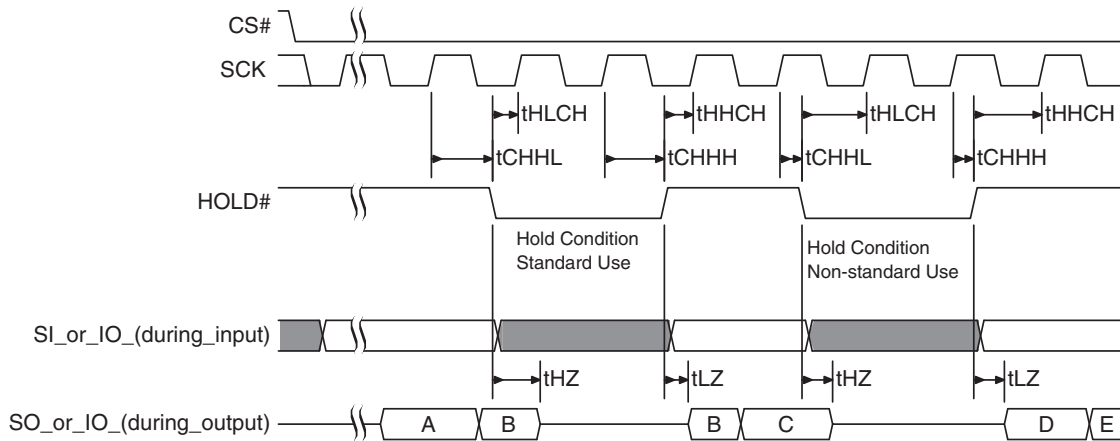 CS#
SCK
tHLCH tHHCH tHLCH tHHCH
tCHHL tCHHH tCHHL tCHHH
HOLD#
Hold Condition
Standard Use
Hold Condition
Non-standard Use
SI_or_IO_(during_input)
tHZ tLZ tHZ tLZ
SO_or_IO_(during_output) A B B C D E